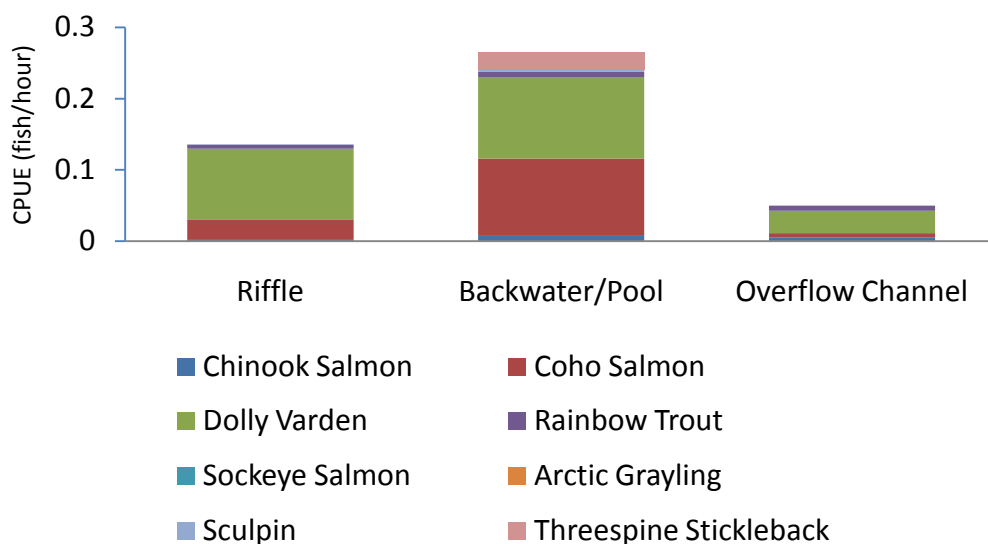 CPUE (fish/hour)
0.3
0.2
0.1
0
Riffle Backwater/Pool Overflow Channel
Chinook Salmon Coho Salmon
Dolly Varden Rainbow Trout
Sockeye Salmon Arctic Grayling
Sculpin Threespine Stickleback